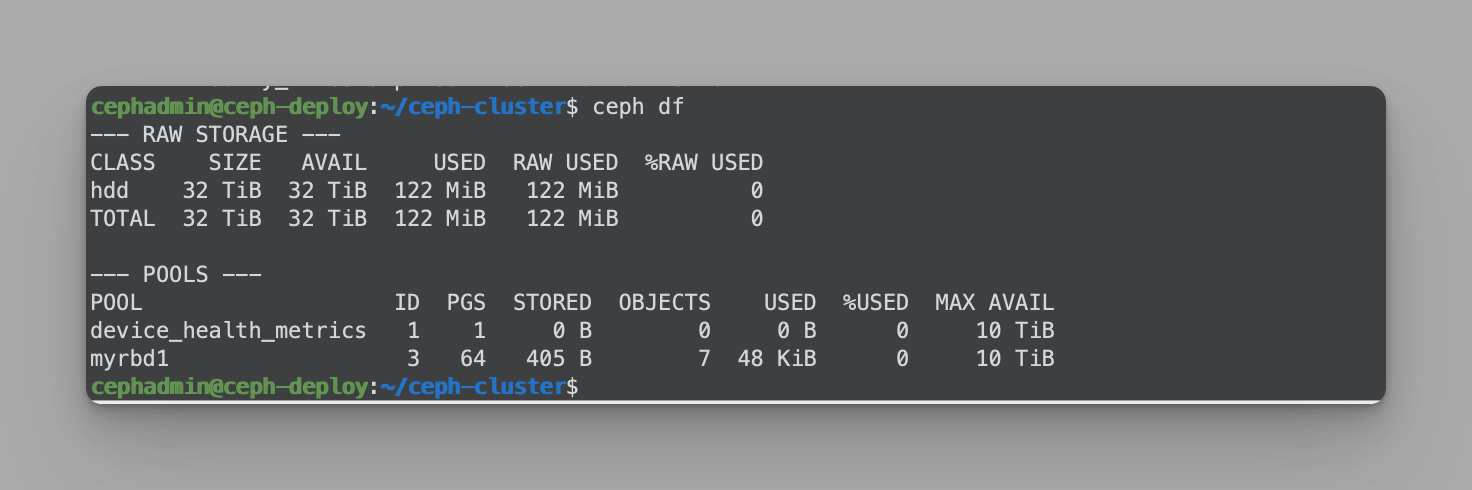 cephadmin@ceph-deploy:~/ceph-cluster$ ceph df
--- RAW STORAGE ---
CLASS    SIZE   AVAIL     USED  RAW USED  %RAW USED
hdd    32 TiB  32 TiB  122 MiB   122 MiB          0
TOTAL  32 TiB  32 TiB  122 MiB   122 MiB          0
--- POOLS ---
POOL                   ID  PGS  STORED  OBJECTS    USED  %USED  MAX AVAIL
device_health_metrics   1    1     0 B        0     0 B      0     10 TiB
myrbd1                  3   64   405 B        7  48 KiB      0     10 TiB
cephadmin@ceph-deploy:~/ceph-cluster$